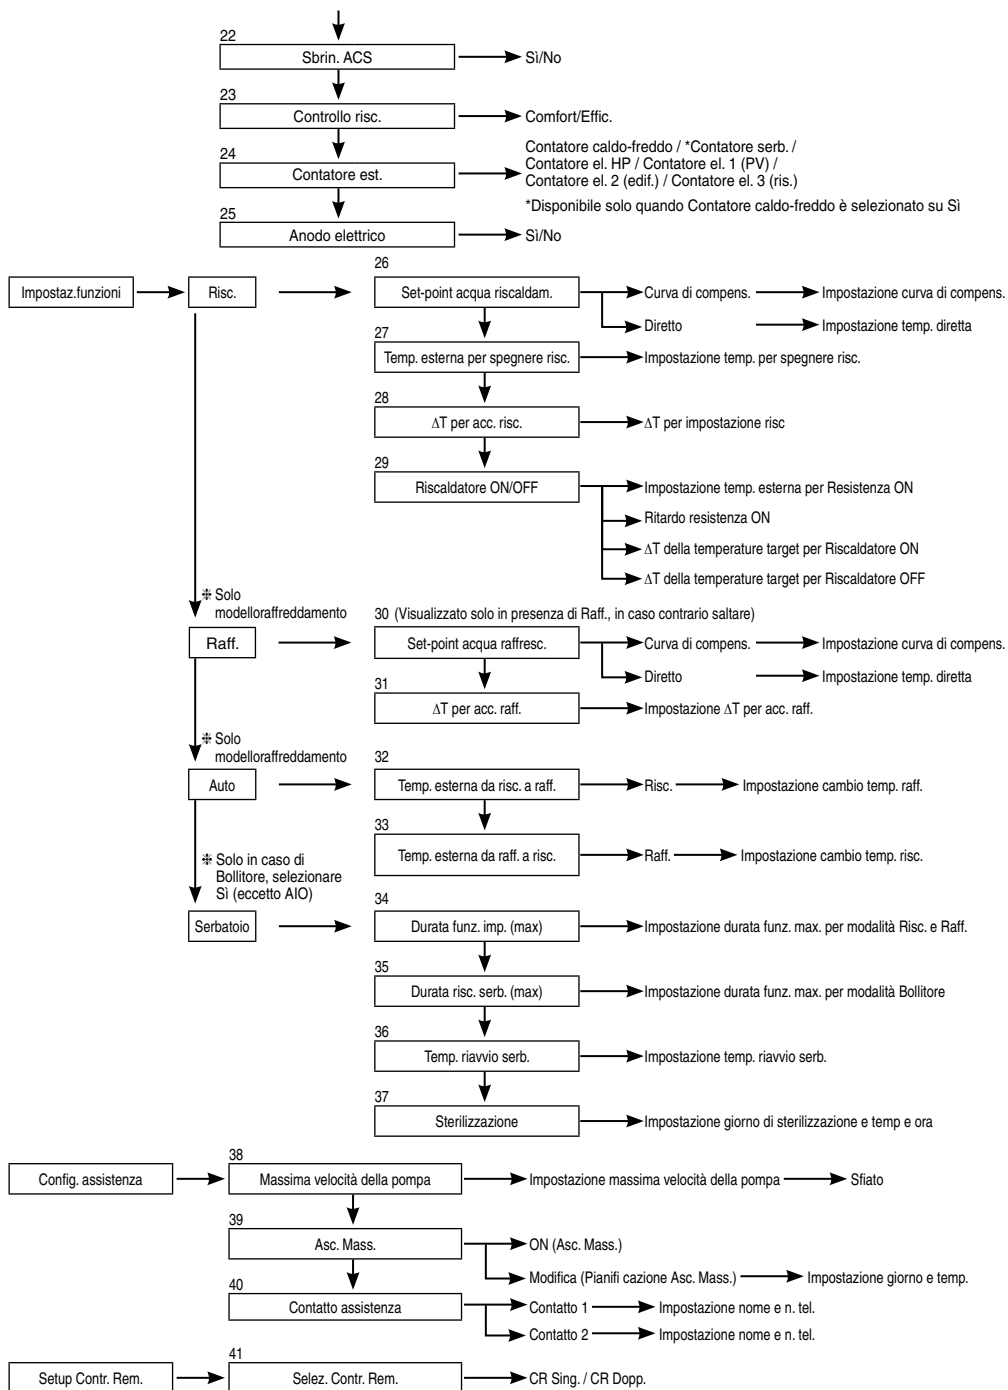 22
Sbrin. ACS
Sì/No
23
Controllo risc.
Comfort/Effic.
24
Contatore est.
Contatore caldo-freddo / *Contatore serb. /
Contatore el. HP / Contatore el. 1 (PV) /
Contatore el. 2 (edif.) / Contatore el. 3 (ris.)
*Disponibile solo quando Contatore caldo-freddo è selezionato su Sì
25
Anodo elettrico
Sì/No
Impostaz.funzioni
Risc.
26
Set-point acqua riscaldam.
Curva di compens.
Impostazione curva di compens.
Diretto
Impostazione temp. diretta
27
Temp. esterna per spegnere risc.
Impostazione temp. per spegnere risc.
28
ΔT per acc. risc.
ΔT per impostazione risc
29
Riscaldatore ON/OFF
Impostazione temp. esterna per Resistenza ON
Ritardo resistenza ON
ΔT della temperature target per Riscaldatore ON
ΔT della temperature target per Riscaldatore OFF
❉ Solo
modelloraffreddamento
30 (Visualizzato solo in presenza di Raff., in caso contrario saltare)
Raff.
Set-point acqua raffresc.
Curva di compens.
Impostazione curva di compens.
Diretto
Impostazione temp. diretta
31
ΔT per acc. raff.
Impostazione ΔT per acc. raff.
❉ Solo
modelloraffreddamento
32
Auto
Temp. esterna da risc. a raff.
Risc.
Impostazione cambio temp. raff.
33
Temp. esterna da raff. a risc.
Raff.
Impostazione cambio temp. risc.
❉ Solo in caso di
Bollitore, selezionare
Sì (eccetto AIO)
34
Serbatoio
Durata funz. imp. (max)
Impostazione durata funz. max. per modalità Risc. e Raff.
35
Durata risc. serb. (max)
Impostazione durata funz. max. per modalità Bollitore
36
Temp. riavvio serb.
Impostazione temp. riavvio serb.
37
Sterilizzazione
Impostazione giorno di sterilizzazione e temp e ora
38
Config. assistenza
Massima velocità della pompa
Impostazione massima velocità della pompa
Sfiato
39
Asc. Mass.
ON (Asc. Mass.)
Modifica (Pianifi cazione Asc. Mass.)
Impostazione giorno e temp.
40
Contatto assistenza
Contatto 1
Impostazione nome e n. tel.
Contatto 2
Impostazione nome e n. tel.
41
Setup Contr. Rem.
Selez. Contr. Rem.
CR Sing. / CR Dopp.